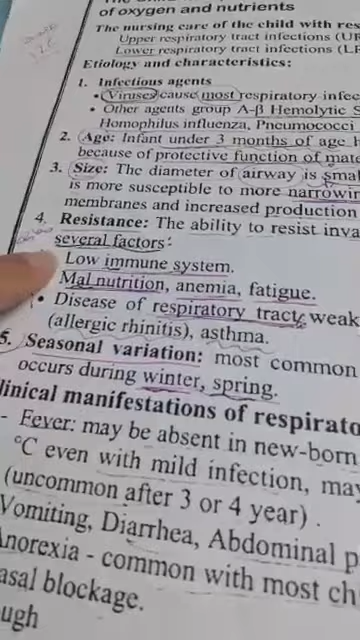 of oxygen and nutrients
The nursing care of the child with res
Upper respiratory tract infections (UR
Lower respiratory tract infections (LR
Etiology and characteristics:
1. Infectious agents
• Viruses cause most respiratory infec
• Other agents group A-β Hemolytic S
Homophilus influenza, Pneumococci
2. Age: Infant under 3 months of age h
because of protective function of mate
3. Size: The diameter of airway is smal
is more susceptible to more narrowin
membranes and increased production
4. Resistance: The ability to resist inva
several factors:
Low immune system.
Malnutrition, anemia, fatigue.
• Disease of respiratory tract, weak
(allergic rhinitis), asthma.
5. Seasonal variation: most common
occurs during winter, spring.
linical manifestations of respirato
- Fever: may be absent in new-born
°C even with mild infection, may
(uncommon after 3 or 4 year) .
Vomiting, Diarrhea, Abdominal p
Anorexia - common with most ch
asal blockage.
ugh